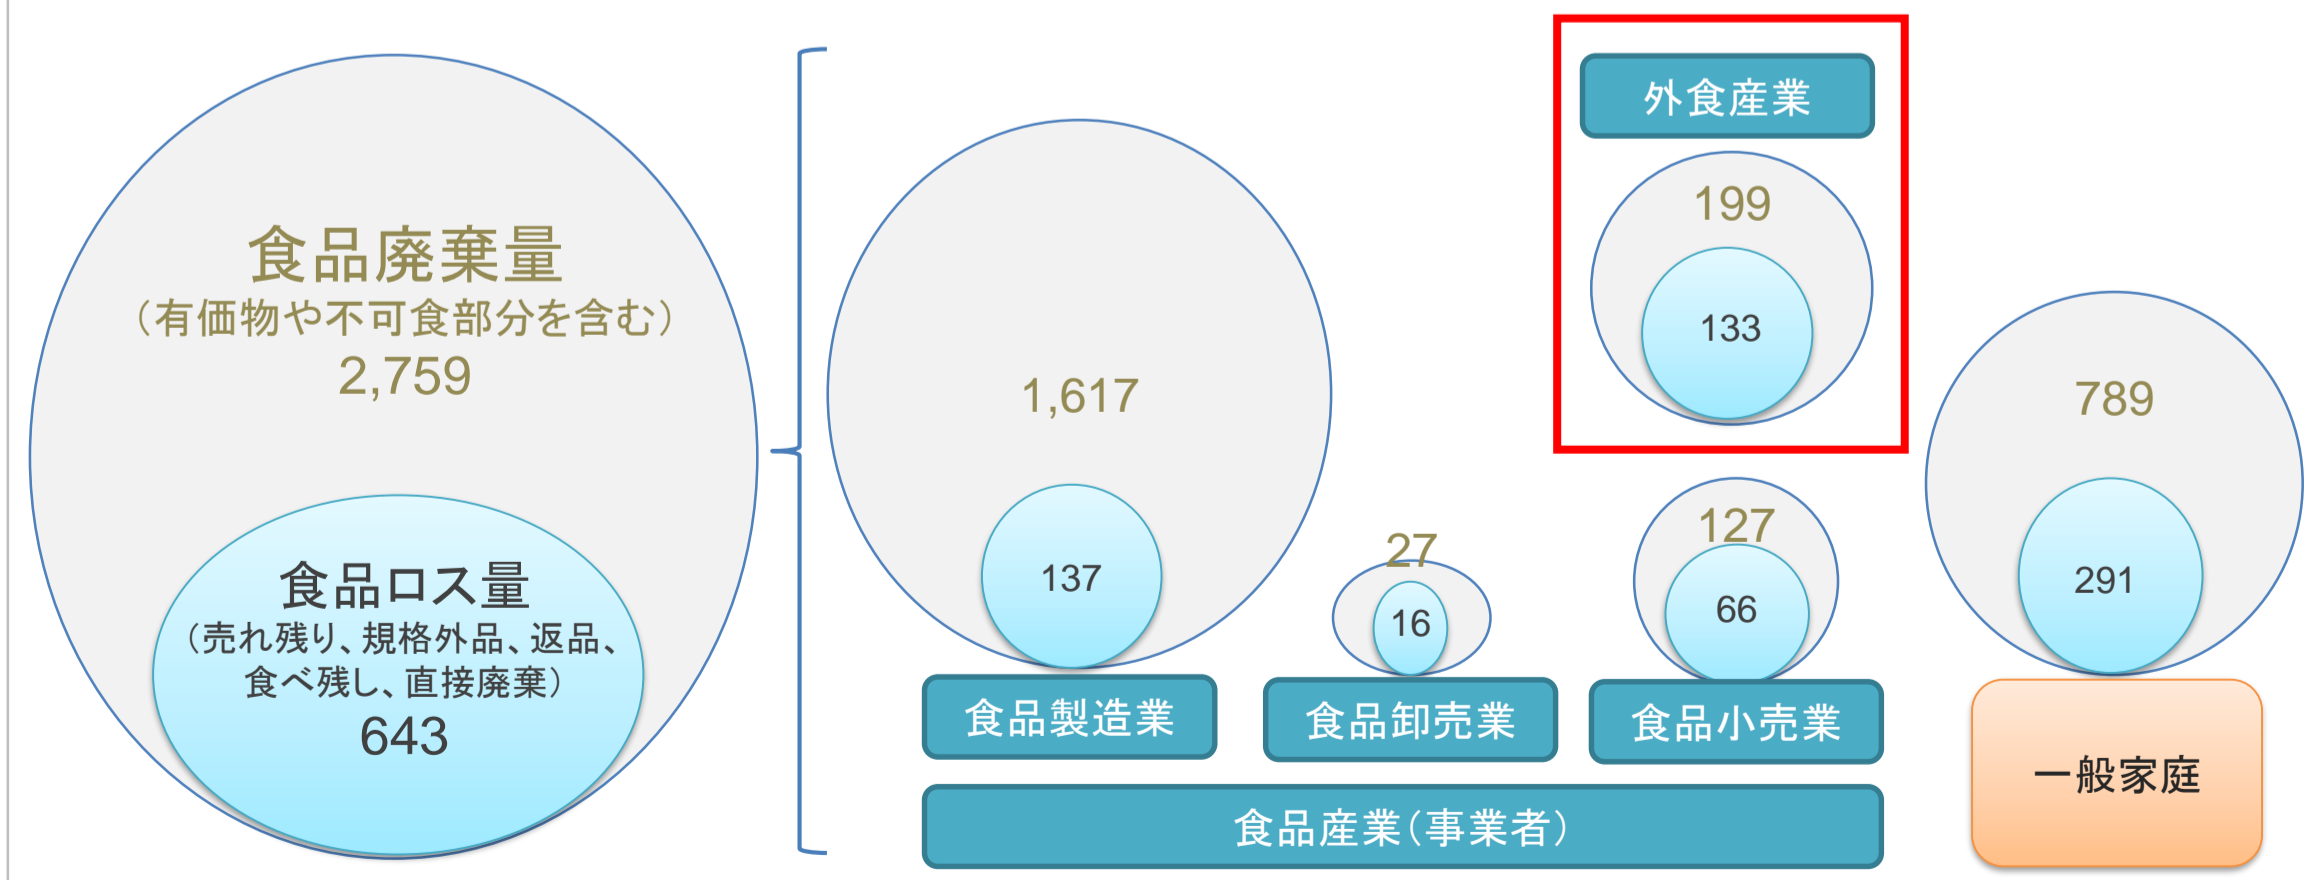 食品廃棄量
（有価物や不可食部分を含む）
2,759
食品ロス量
（売れ残り、規格外品、返品、
食べ残し、直接廃棄）
643
1,617
137
食品製造業
27
16
食品卸売業
外食産業
199
133
127
66
食品小売業
食品産業（事業者）
789
291
一般家庭